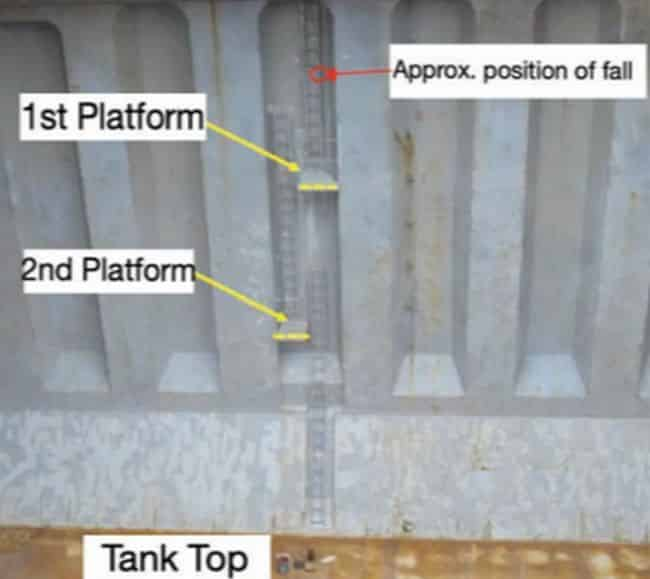 Approx. position of fall
1st Platform
2nd Platform
Tank Top